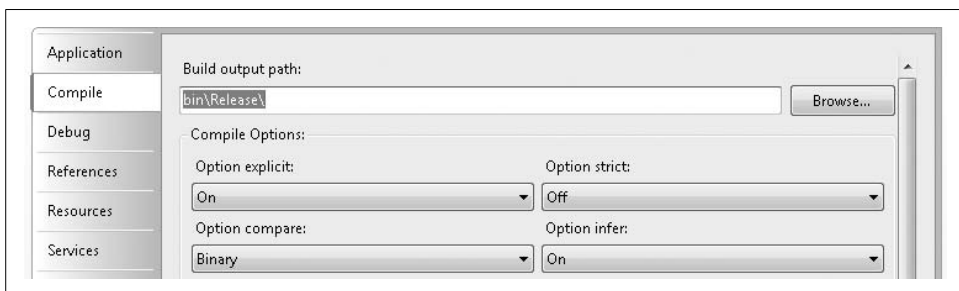 Application
Compile
Debug
References
Resources
Services
Build output path:
bin\Release\
Browse...
Compile Options:
Option explicit:
Option strict:
On
Off
Option compare:
Option infer:
Binary
On